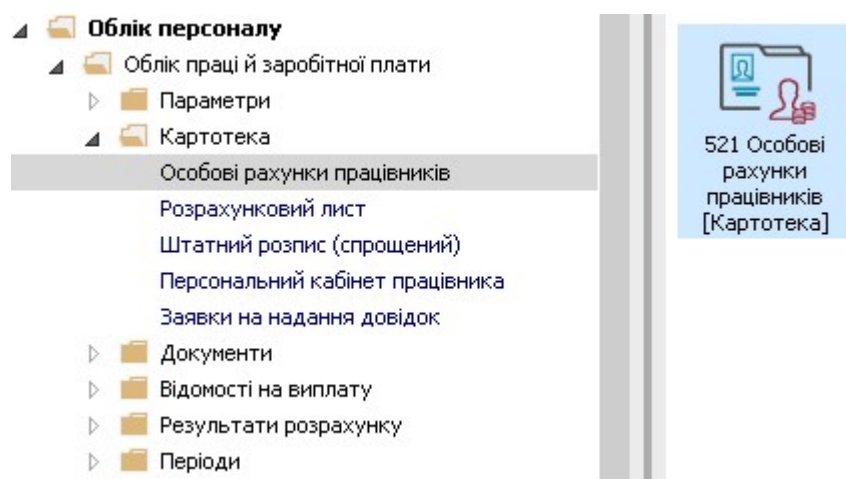 Облік персоналу
Облік праці й заробітної плати
Параметри
Картотека
Особові рахунки працівників
Розрахунковий лист
Штатний розпис (спрощений)
Персональний кабінет працівника
Заявки на надання довідок
Документи
Відомості на виплату
Результати розрахунку
Періоди
521 Особові
рахунки
працівників
[Картотека]